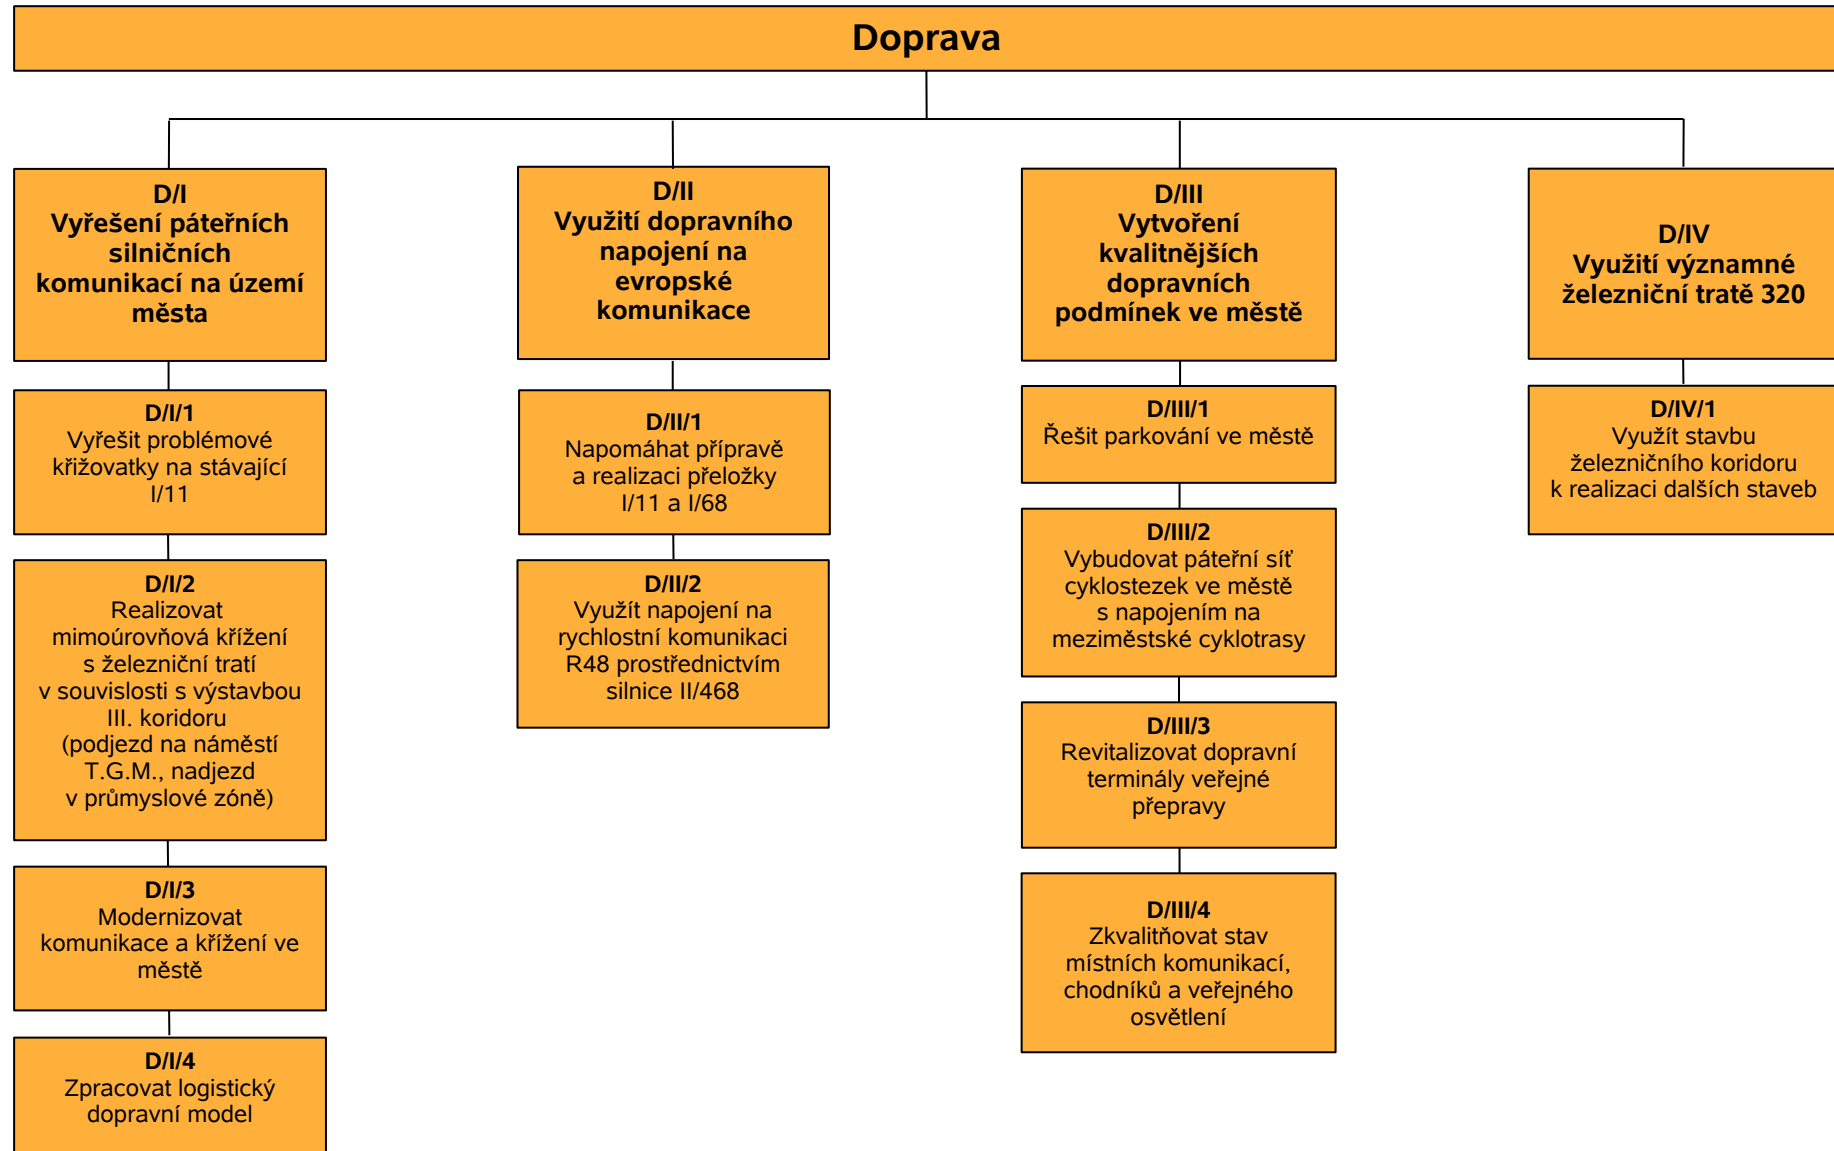 Doprava
D/I
Vyřešení páteřních
silničních
komunikací na území
města
D/I/1
Vyřešit problémové
křižovatky na stávající
I/11
D/I/2
Realizovat
mimoúrovňová křížení
s železniční tratí
v souvislosti s výstavbou
III. koridoru
(podjezd na náměstí
T.G.M., nadjezd
v průmyslové zóně)
D/I/3
Modernizovat
komunikace a křížení ve
městě
D/I/4
Zpracovat logistický
dopravní model
D/II
Využití dopravního
napojení na
evropské
komunikace
D/II/1
Napomáhat přípravě
a realizaci přeložky
I/11 a I/68
D/II/2
Využít napojení na
rychlostní komunikaci
R48 prostřednictvím
silnice II/468
D/III
Vytvoření
kvalitnějších
dopravních
podmínek ve městě
D/III/1
Řešit parkování ve městě
D/III/2
Vybudovat páteřní síť
cyklostezek ve městě
s napojením na
meziměstské cyklotrasy
D/III/3
Revitalizovat dopravní
terminály veřejné
přepravy
D/III/4
Zkvalitňovat stav
místních komunikací,
chodníků a veřejného
osvětlení
D/IV
Využití významné
železniční tratě 320
D/IV/1
Využít stavbu
železničního koridoru
k realizaci dalších staveb